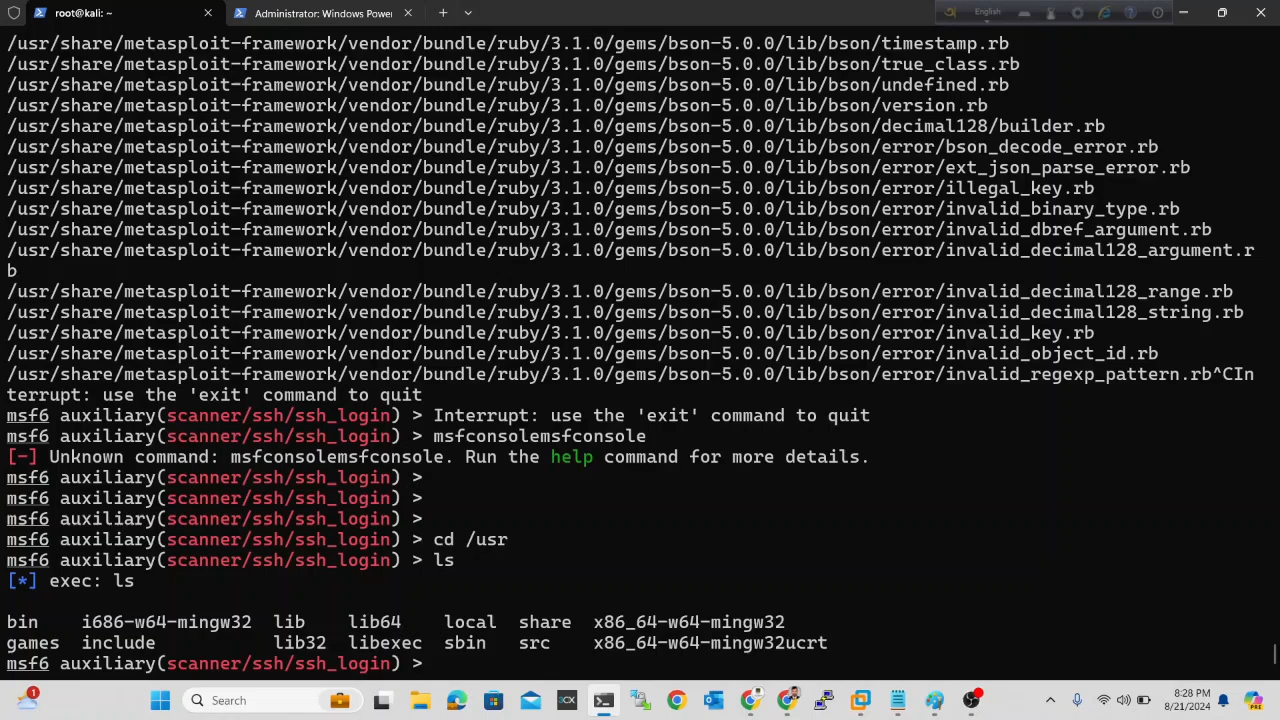 root@kali: ~
Administrator: Windows Power
English
/usr/share/metasploit-framework/vendor/bundle/ruby/3.1.0/gems/bson-5.0.0/lib/bson/timestamp.rb
/usr/share/metasploit-framework/vendor/bundle/ruby/3.1.0/gems/bson-5.0.0/lib/bson/true_class.rb
/usr/share/metasploit-framework/vendor/bundle/ruby/3.1.0/gems/bson-5.0.0/lib/bson/undefined.rb
/usr/share/metasploit-framework/vendor/bundle/ruby/3.1.0/gems/bson-5.0.0/lib/bson/version.rb
/usr/share/metasploit-framework/vendor/bundle/ruby/3.1.0/gems/bson-5.0.0/lib/bson/decimal128/builder.rb
/usr/share/metasploit-framework/vendor/bundle/ruby/3.1.0/gems/bson-5.0.0/lib/bson/error/bson_decode_error.rb
/usr/share/metasploit-framework/vendor/bundle/ruby/3.1.0/gems/bson-5.0.0/lib/bson/error/ext_json_parse_error.rb
/usr/share/metasploit-framework/vendor/bundle/ruby/3.1.0/gems/bson-5.0.0/lib/bson/error/illegal_key.rb
/usr/share/metasploit-framework/vendor/bundle/ruby/3.1.0/gems/bson-5.0.0/lib/bson/error/invalid_binary_type.rb
/usr/share/metasploit-framework/vendor/bundle/ruby/3.1.0/gems/bson-5.0.0/lib/bson/error/invalid_dbref_argument.rb
/usr/share/metasploit-framework/vendor/bundle/ruby/3.1.0/gems/bson-5.0.0/lib/bson/error/invalid_decimal128_argument.r
b
/usr/share/metasploit-framework/vendor/bundle/ruby/3.1.0/gems/bson-5.0.0/lib/bson/error/invalid_decimal128_range.rb
/usr/share/metasploit-framework/vendor/bundle/ruby/3.1.0/gems/bson-5.0.0/lib/bson/error/invalid_decimal128_string.rb
/usr/share/metasploit-framework/vendor/bundle/ruby/3.1.0/gems/bson-5.0.0/lib/bson/error/invalid_key.rb
/usr/share/metasploit-framework/vendor/bundle/ruby/3.1.0/gems/bson-5.0.0/lib/bson/error/invalid_object_id.rb
/usr/share/metasploit-framework/vendor/bundle/ruby/3.1.0/gems/bson-5.0.0/lib/bson/error/invalid_regexp_pattern.rb^CIn
terrupt: use the 'exit' command to quit
msf6 auxiliary(scanner/ssh/ssh_login) > Interrupt: use the 'exit' command to quit
msf6 auxiliary(scanner/ssh/ssh_login) > msfconsolemsfconsole
[-] Unknown command: msfconsolemsfconsole. Run the help command for more details.
msf6 auxiliary(scanner/ssh/ssh_login) >
msf6 auxiliary(scanner/ssh/ssh_login) >
msf6 auxiliary(scanner/ssh/ssh_login) >
msf6 auxiliary(scanner/ssh/ssh_login) > cd /usr
msf6 auxiliary(scanner/ssh/ssh_login) > ls
[*] exec: ls
bin i686-w64-mingw32 lib lib64 local share x86_64-w64-mingw32
games include lib32 libexec sbin src x86_64-w64-mingw32ucrt
msf6 auxiliary(scanner/ssh/ssh_login) >
1
Search
SCX
8:28 PM
8/21/2024
PRE